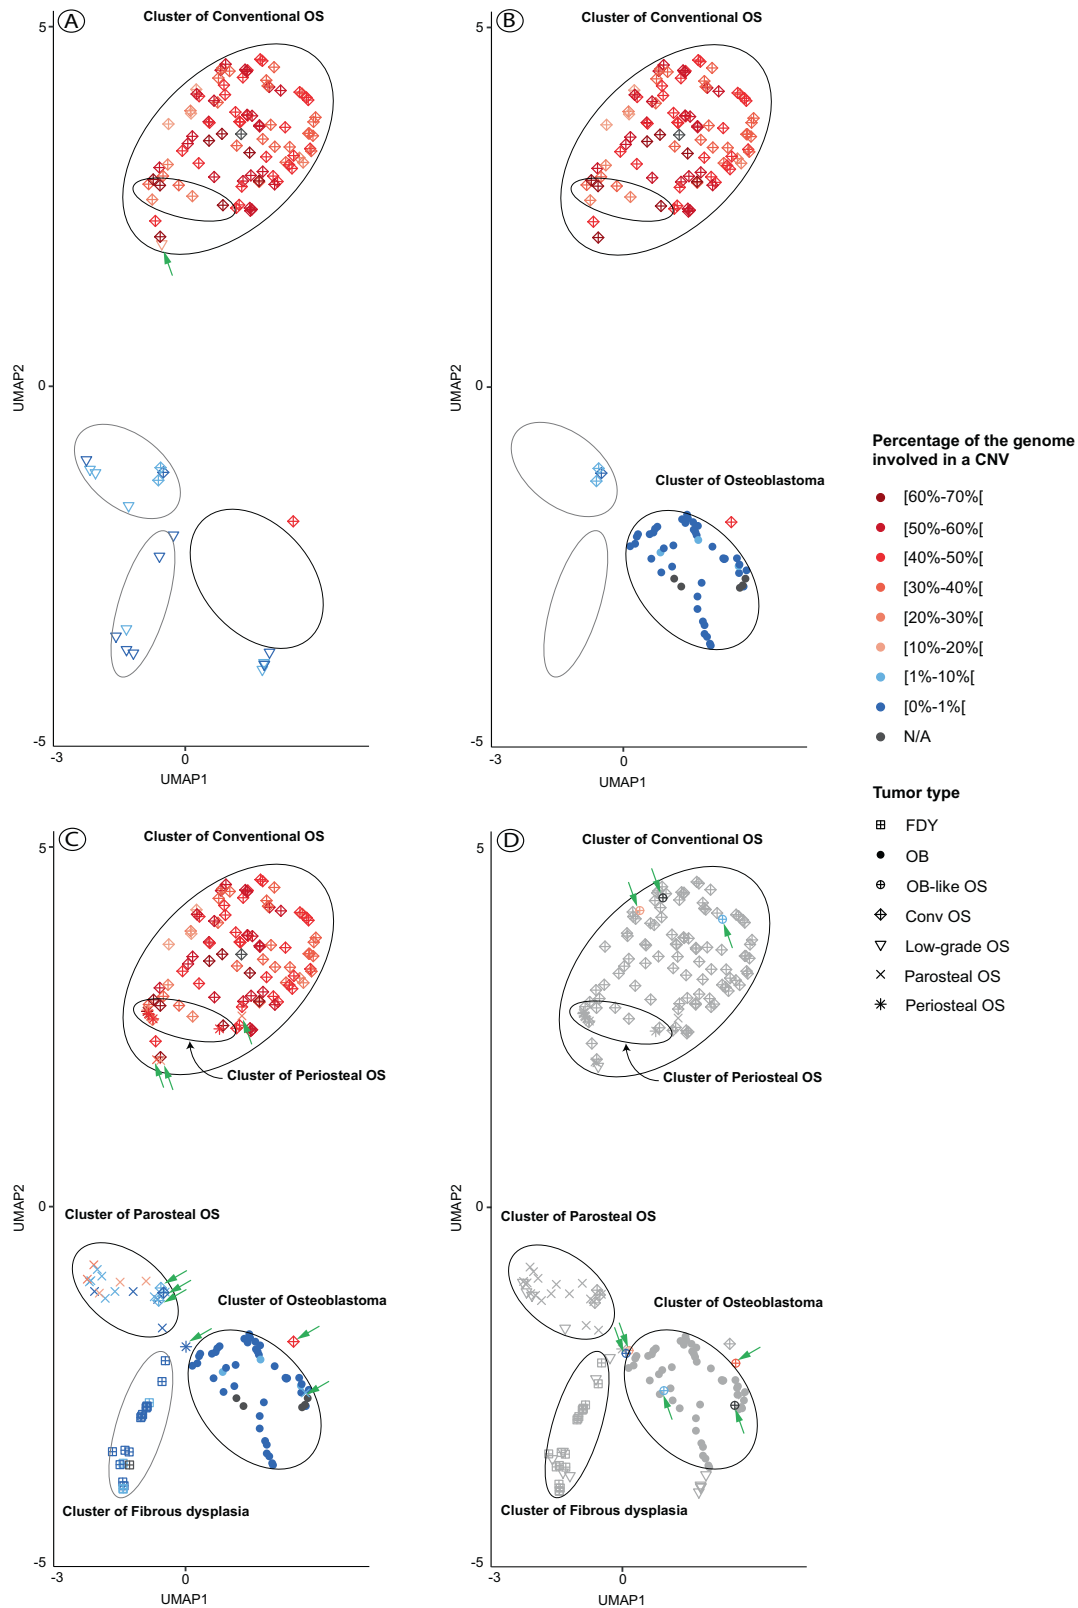 A
Cluster of Conventional OS
5
UMAP2
0
-5
-3
0
UMAP1
B
Cluster of Conventional OS
5
UMAP2
0
Cluster of Osteoblastoma
-5
-3
0
UMAP1
Percentage of the genome
involved in a CNV
[60%-70%[
[50%-60%[
[40%-50%[
[30%-40%[
[20%-30%[
[10%-20%[
[1%-10%[
[0%-1%[
N/A
Tumor type
FDY
OB
OB-like OS
Conv OS
Low-grade OS
Parosteal OS
Periosteal OS
C
Cluster of Conventional OS
5
Cluster of Periosteal OS
UMAP2
0
Cluster of Parosteal OS
Cluster of Osteoblastoma
Cluster of Fibrous dysplasia
-5
-3
0
UMAP1
D
Cluster of Conventional OS
5
Cluster of Periosteal OS
UMAP2
0
Cluster of Parosteal OS
Cluster of Osteoblastoma
Cluster of Fibrous dysplasia
-5
-3
0
UMAP1